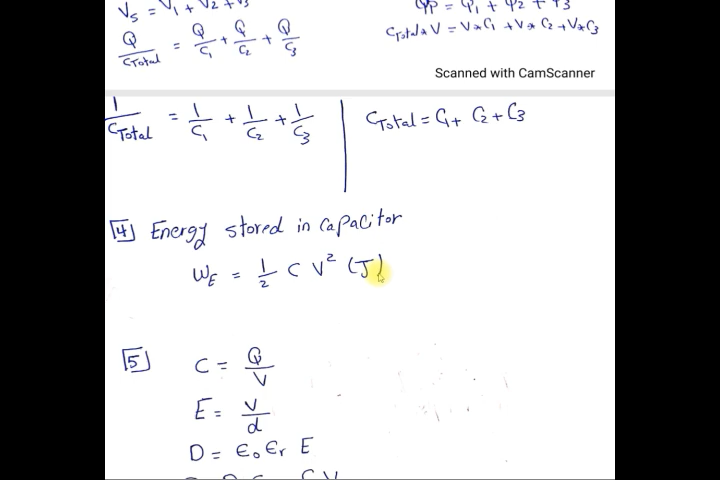 Vs = V1 + V2 + V3
Q/CTotal = Q/C1 + Q/C2 + Q/C3
QP = Q1 + Q2 + Q3
CTotal*V = V*C1 + V*C2 + V*C3
Scanned with CamScanner
1/CTotal = 1/C1 + 1/C2 + 1/C3
CTotal = C1 + C2 + C3
[4] Energy stored in capacitor
WE = 1/2 C V² (J)
[5] C = Q/V
E = V/d
D = ϵ0 ϵr E